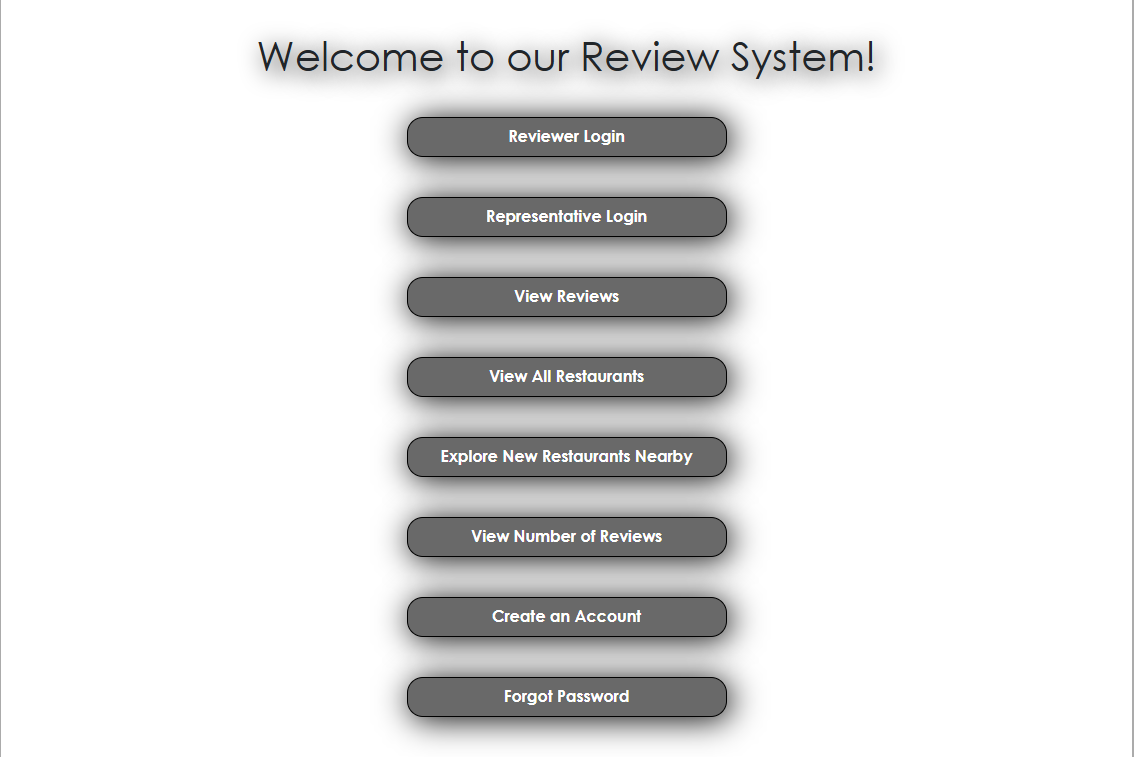 Welcome to our Review System!
Reviewer Login
Representative Login
View Reviews
View All Restaurants
Explore New Restaurants Nearby
View Number of Reviews
Create an Account
Forgot Password